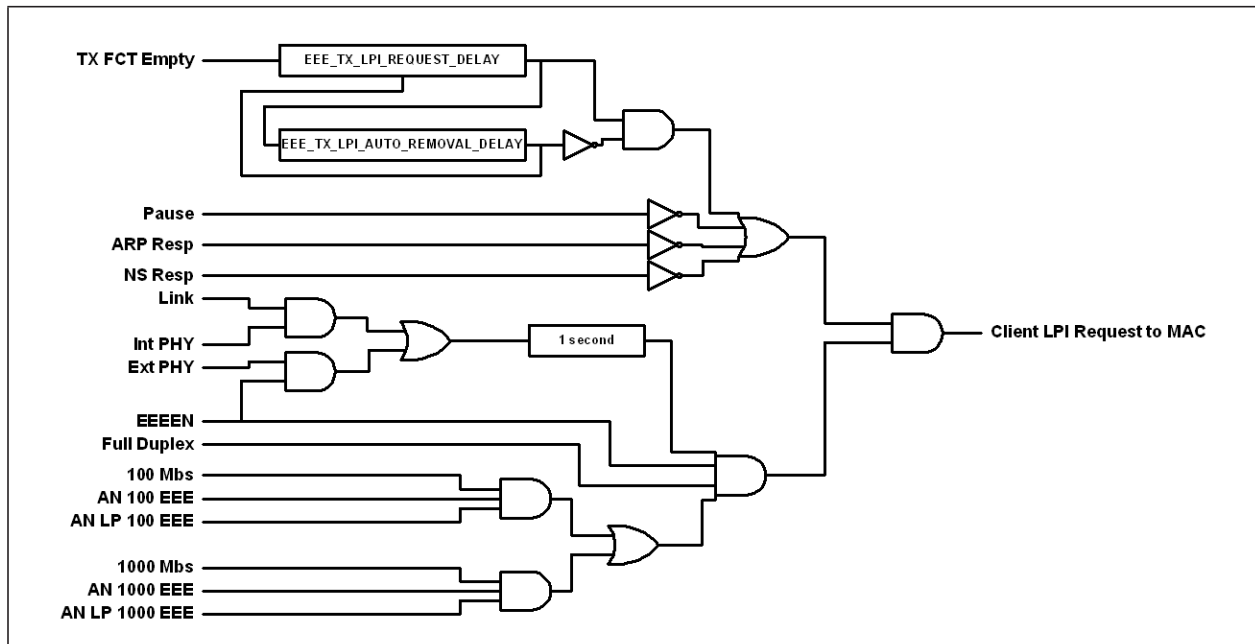 TX FCT Empty
EEE_TX_LPI_REQUEST_DELAY
EEE_TX_LPI_AUTO_REMOVAL_DELAY
Pause
ARP Resp
NS Resp
Link
Int PHY
Ext PHY
1 second
Client LPI Request to MAC
EEEEN
Full Duplex
100 Mbs
AN 100 EEE
AN LP 100 EEE
1000 Mbs
AN 1000 EEE
AN LP 1000 EEE